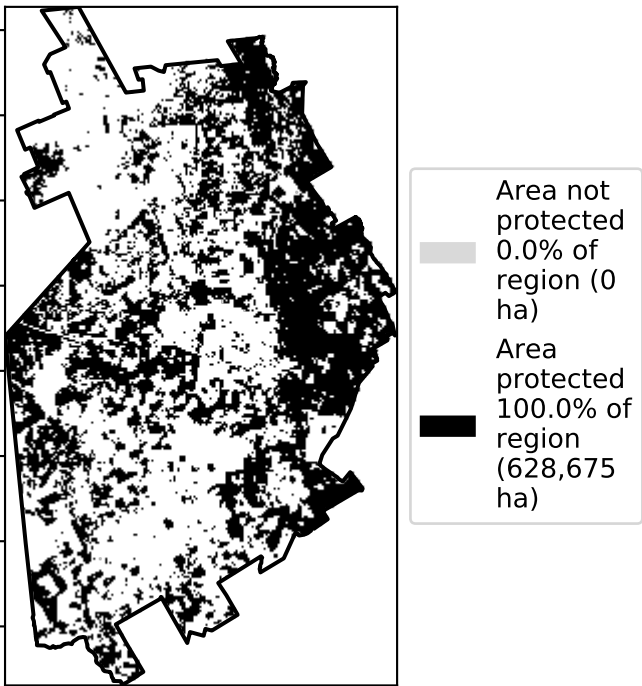 Area not
protected
0.0% of
region (0
ha)
Area
protected
100.0% of
region
(628,675
ha)